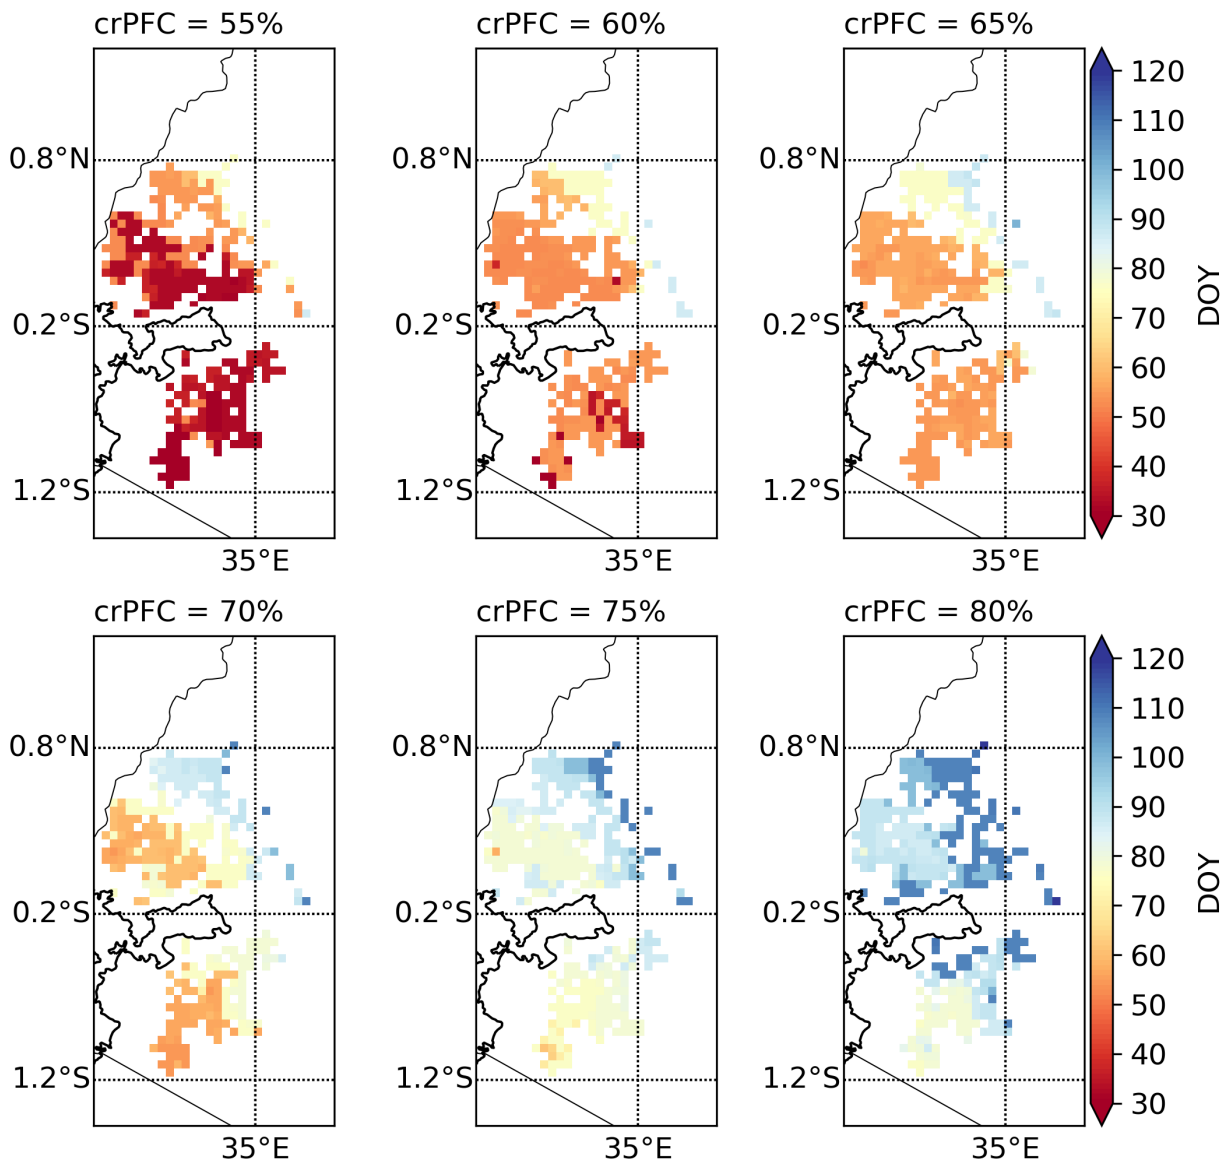 crPFC = 55%
crPFC = 60%
crPFC = 65%
0.8°N
0.2°S
1.2°S
35°E
0.8°N
0.2°S
1.2°S
35°E
0.8°N
0.2°S
1.2°S
35°E
120
110
100
90
80
70
60
50
40
30
DOY
crPFC = 70%
crPFC = 75%
crPFC = 80%
0.8°N
0.2°S
1.2°S
35°E
0.8°N
0.2°S
1.2°S
35°E
0.8°N
0.2°S
1.2°S
35°E
120
110
100
90
80
70
60
50
40
30
DOY